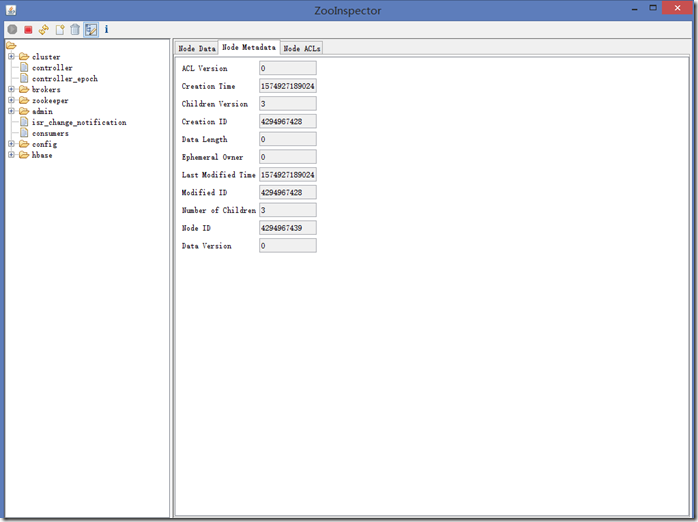 ZooInspector
cluster
controller
controller_epoch
brokers
zookeeper
admin
isr_change_notification
consumers
config
hbase
Node Data Node Metadata Node ACLs
ACL Version 0
Creation Time 1574927189024
Children Version 3
Creation ID 4294967428
Data Length 0
Ephemeral Owner 0
Last Modified Time 1574927189024
Modified ID 4294967428
Number of Children 3
Node ID 4294967439
Data Version 0